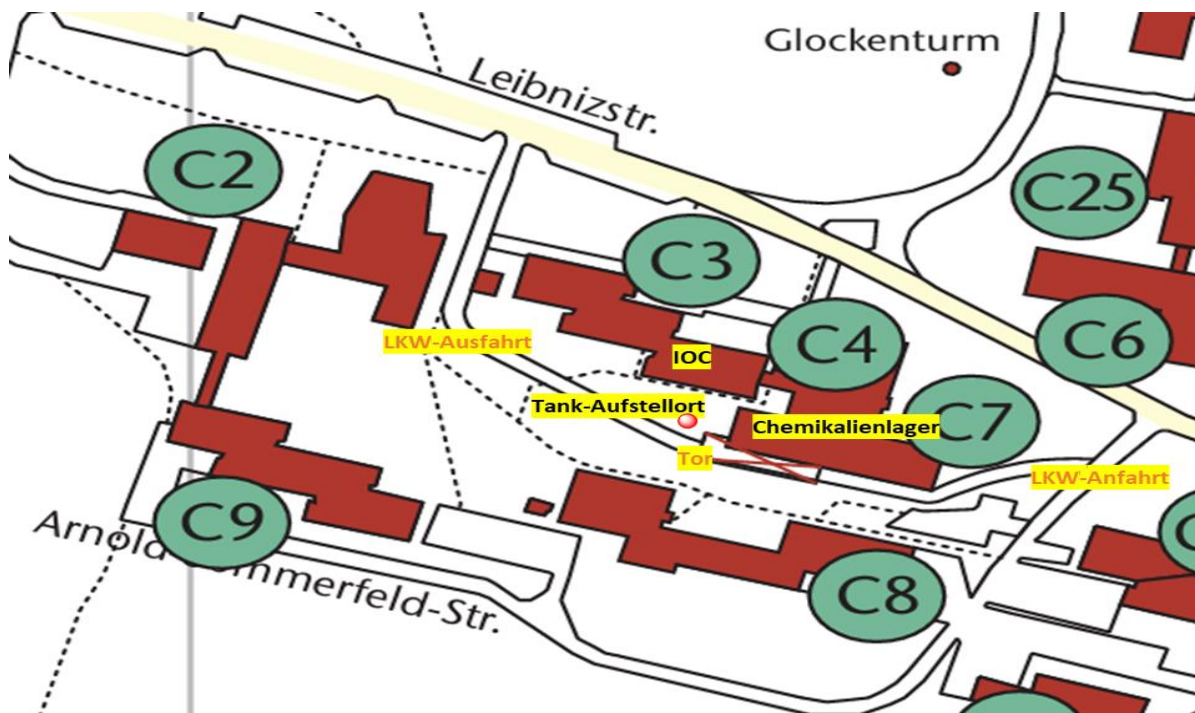 Glockenturm
Leibnizstr.
C2
C25
C3
C6
LKW-Ausfahrt
IOC
C4
Tank-Aufstellort
Chemikalienlager
C7
Tor
LKW-Anfahrt
C9
Arnold-Sommerfeld-Str.
C8